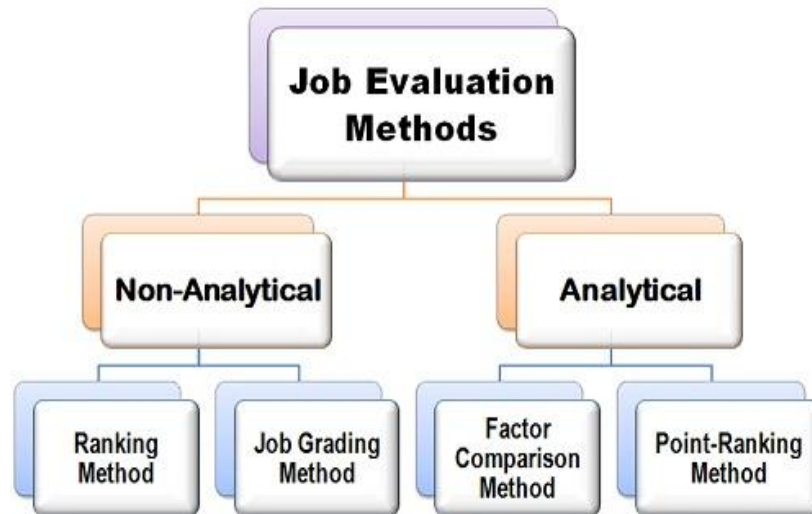 Job Evaluation
Methods
Non-Analytical
Analytical
Ranking
Method
Job Grading
Method
Factor
Comparison
Method
Point-Ranking
Method